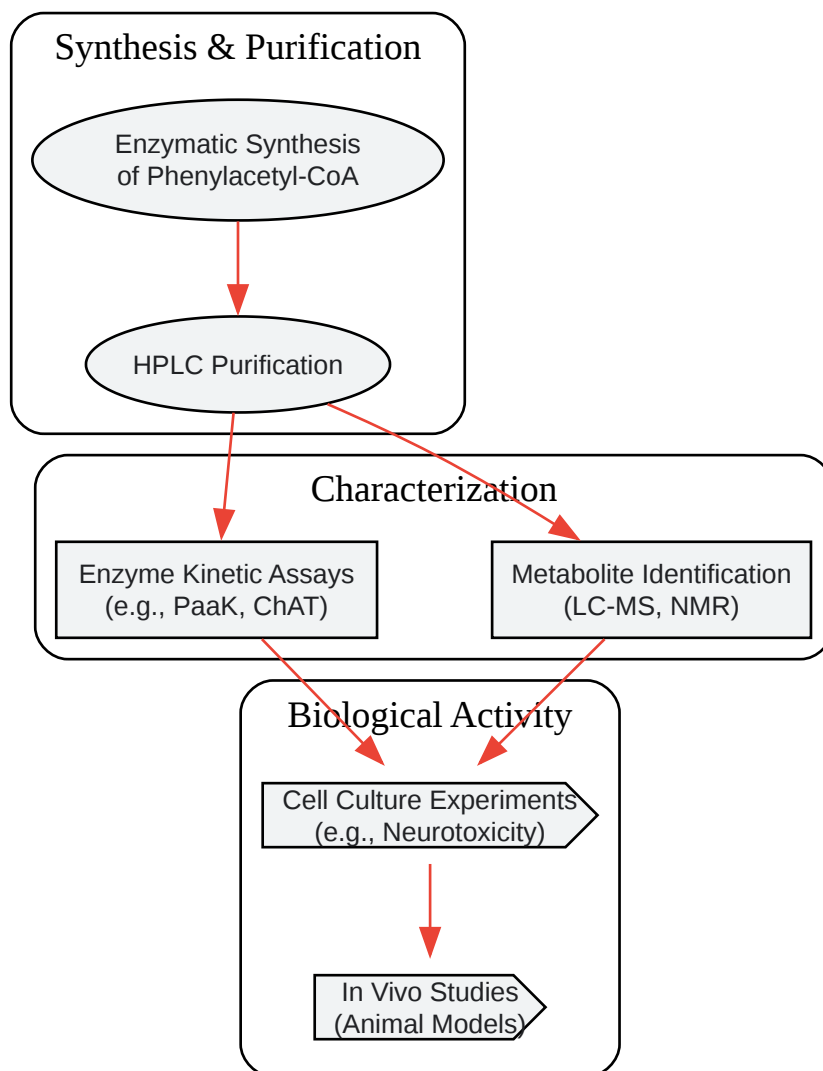 Synthesis & Purification
Enzymatic Synthesis
of Phenylacetyl-CoA
HPLC Purification
Characterization
Enzyme Kinetic Assays
(e.g., PaaK, ChAT)
Metabolite Identification
(LC-MS, NMR)
Biological Activity
Cell Culture Experiments
(e.g., Neurotoxicity)
In Vivo Studies
(Animal Models)